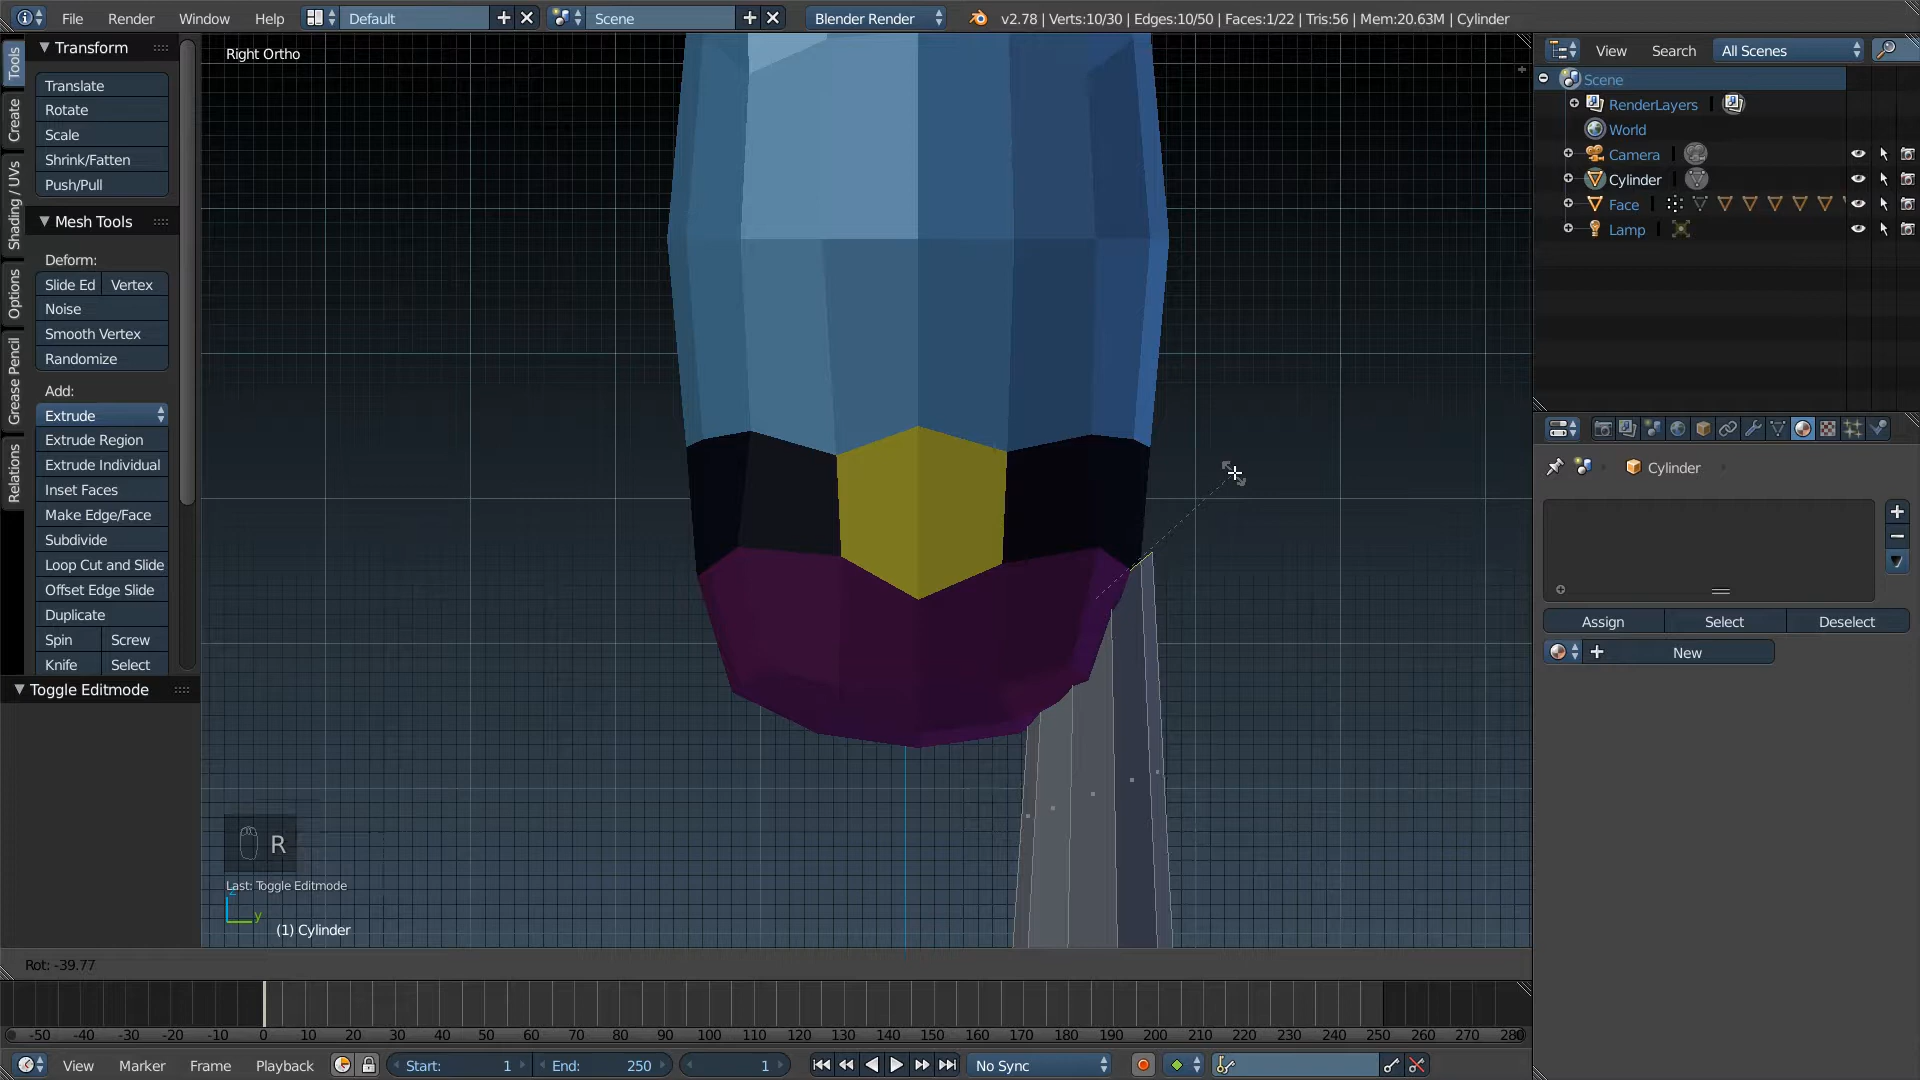 File Render Window Help Default Scene Blender Render v2.78 | Verts:10/30 | Edges:10/50 | Faces:1/22 | Tris:56 | Mem:20.63M | Cylinder
Tools
Create
Shading / UVs
Options
Grease Pencil
Relations
Transform
Translate
Rotate
Scale
Shrink/Fatten
Push/Pull
Mesh Tools
Deform:
Slide Ed Vertex
Noise
Smooth Vertex
Randomize
Add:
Extrude
Extrude Region
Extrude Individual
Inset Faces
Make Edge/Face
Subdivide
Loop Cut and Slide
Offset Edge Slide
Duplicate
Spin Screw
Knife Select
Toggle Editmode
Right Ortho
R
Last: Toggle Editmode
z
y
(1) Cylinder
Rot: -39.77
View Search All Scenes
Scene
RenderLayers |
World
Camera |
Cylinder |
Face |
Lamp |
Cylinder
Assign Select Deselect
New
-50 -40 -30 -20 -10 0 10 20 30 40 50 60 70 80 90 100 110 120 130 140 150 160 170 180 190 200 210 220 230 240 250 260 270 280
View Marker Frame Playback Start: 1 End: 250 1 No Sync